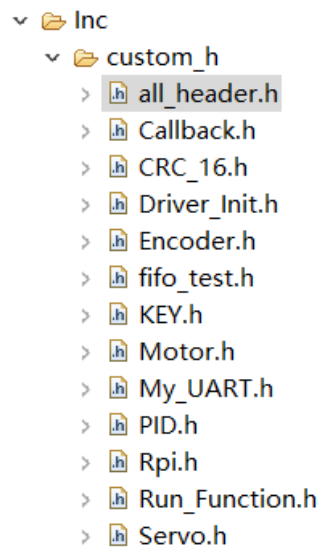 Inc
custom_h
all_header.h
Callback.h
CRC_16.h
Driver_Init.h
Encoder.h
fifo_test.h
KEY.h
Motor.h
My_UART.h
PID.h
Rpi.h
Run_Function.h
Servo.h